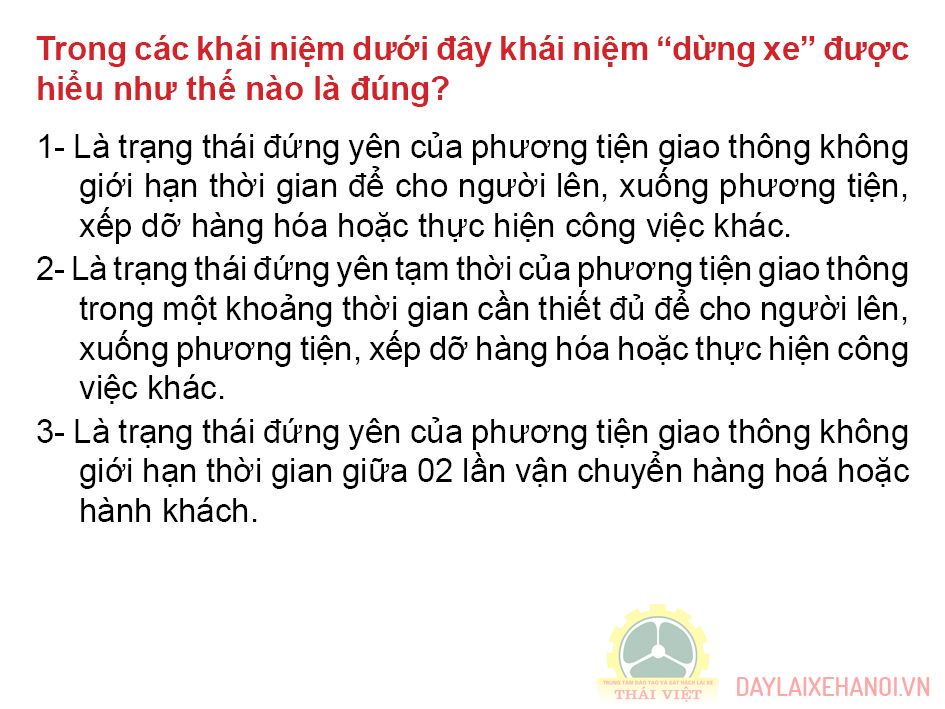 Trong các khái niệm dưới đây khái niệm “dừng xe” được
hiểu như thế nào là đúng?
1- Là trạng thái đứng yên của phương tiện giao thông không
giới hạn thời gian để cho người lên, xuống phương tiện,
xếp dỡ hàng hóa hoặc thực hiện công việc khác.
2- Là trạng thái đứng yên tạm thời của phương tiện giao thông
trong một khoảng thời gian cần thiết đủ để cho người lên,
xuống phương tiện, xếp dỡ hàng hóa hoặc thực hiện công
việc khác.
3- Là trạng thái đứng yên của phương tiện giao thông không
giới hạn thời gian giữa 02 lần vận chuyển hàng hoá hoặc
hành khách.
TRUNG TÂM ĐÀO TẠO VÀ SÁT HẠCH LÁI XE
THÁI VIỆT
DAYLAIXEHANOI.VN